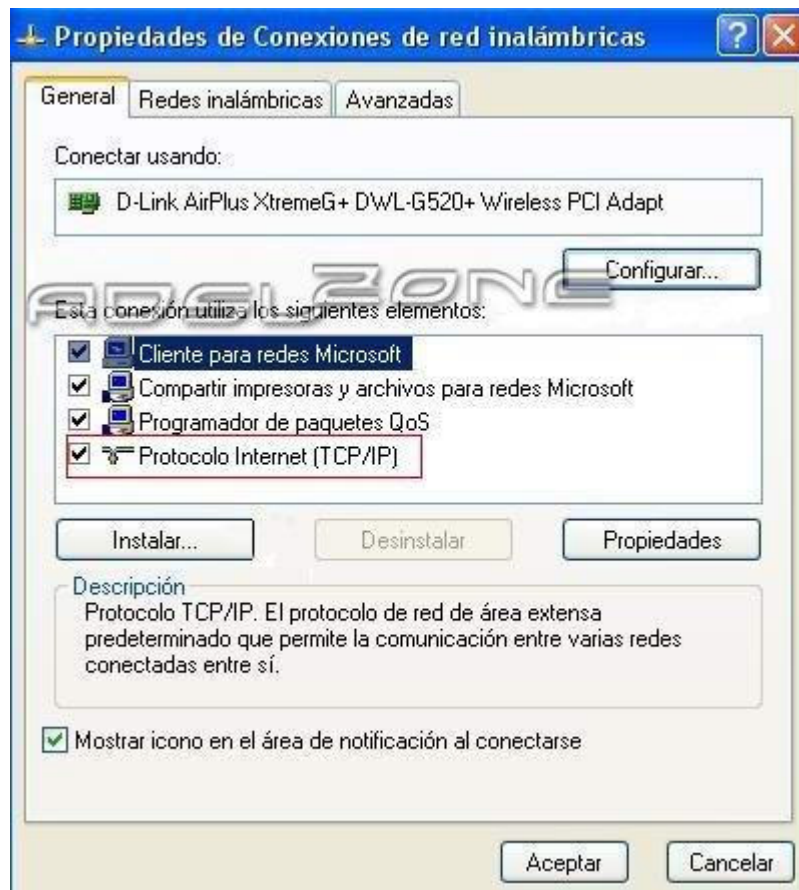 Propiedades de Conexiones de red inalámbricas
General Redes inalámbricas Avanzadas
Conectar usando:
D-Link AirPlus XtremeG+ DWL-G520+ Wireless PCI Adapt
Configurar...
ADSLZONE
Esta conexión utiliza los siguientes elementos:
Cliente para redes Microsoft
Compartir impresoras y archivos para redes Microsoft
Programador de paquetes QoS
Protocolo Internet (TCP/IP)
Instalar... Desinstalar Propiedades
Descripción
Protocolo TCP/IP. El protocolo de red de área extensa
predeterminado que permite la comunicación entre varias redes
conectadas entre sí.
Mostrar icono en el área de notificación al conectarse
Aceptar Cancelar